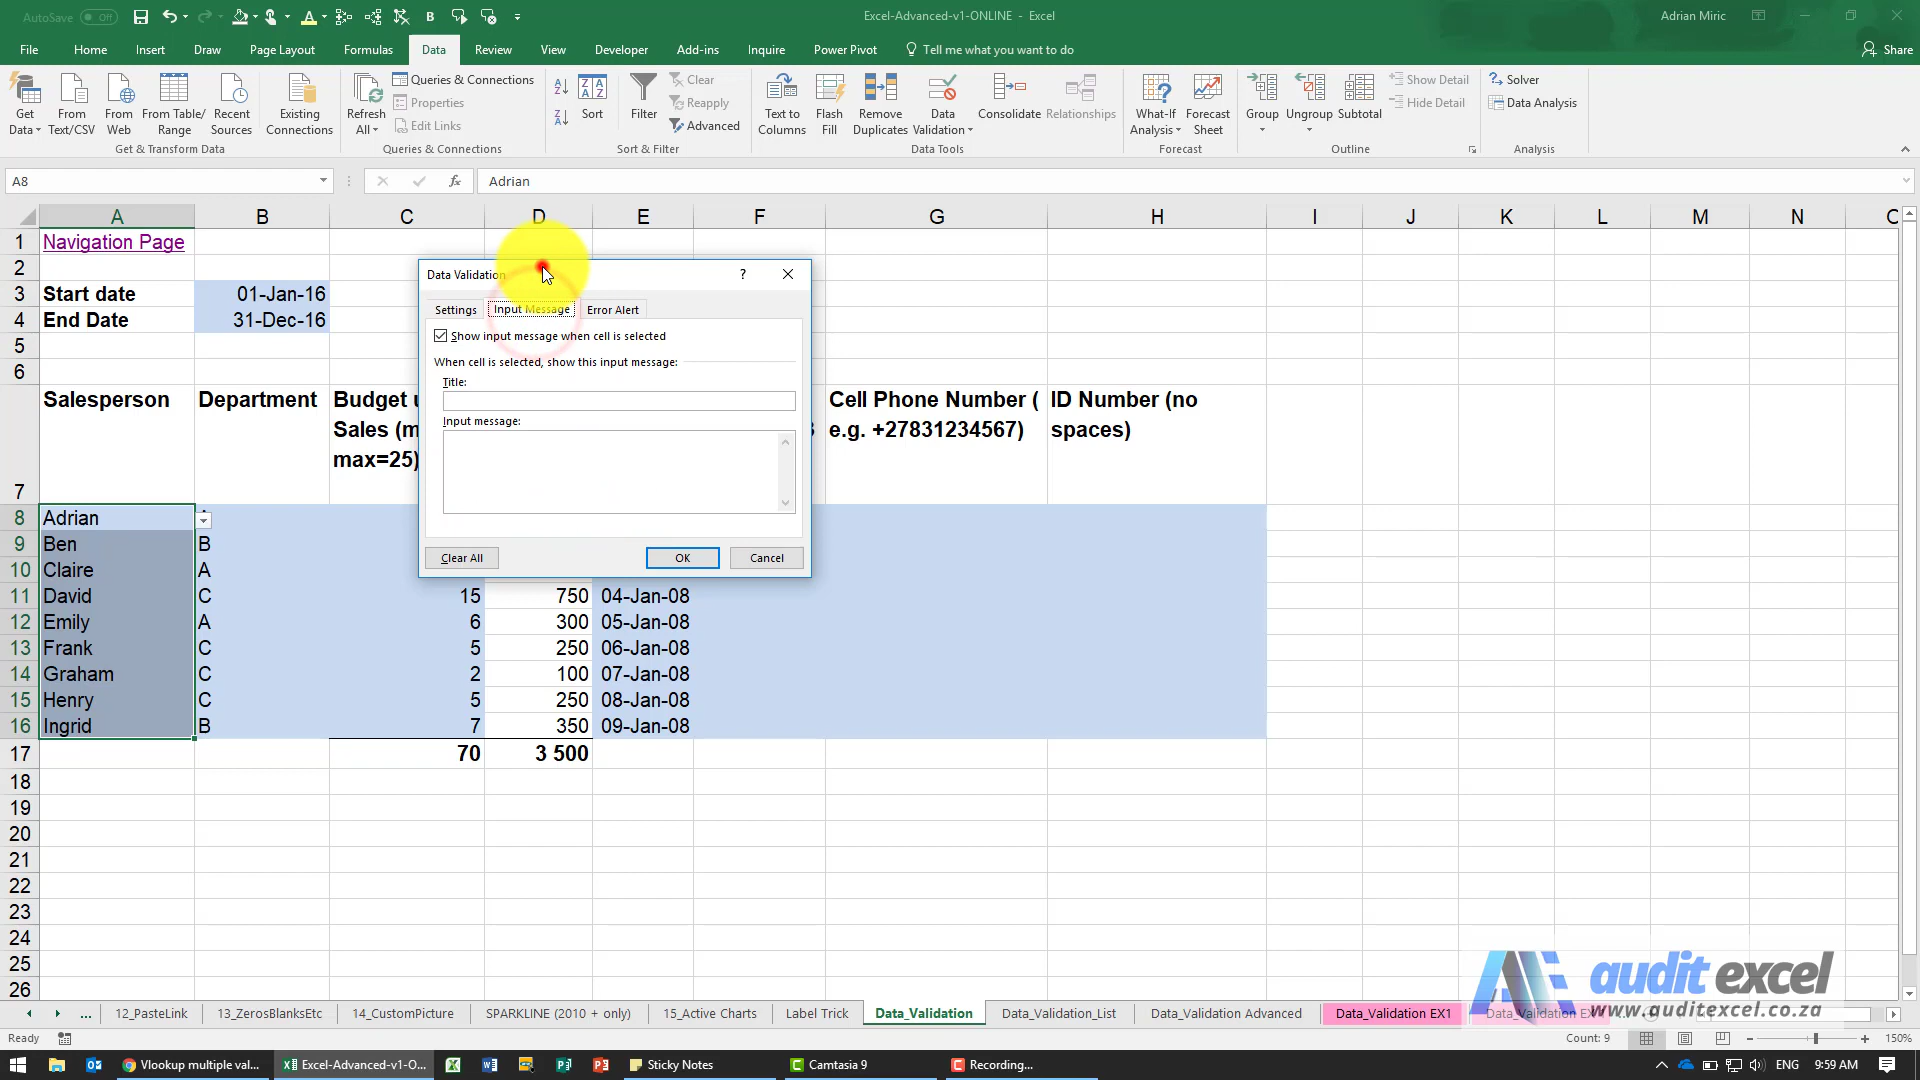 AutoSave Off
B
Excel-Advanced-v1-ONLINE - Excel
Adrian Miric
File Home Insert Draw Page Layout Formulas Data Review View Developer Add-ins Inquire Power Pivot Tell me what you want to do Share
Get Data
From Text/CSV
From Web
From Table/ Range
Recent Sources
Existing Connections
Get & Transform Data
Refresh All
Queries & Connections
Properties
Edit Links
Queries & Connections
Sort
Filter
Clear
Reapply
Advanced
Sort & Filter
Text to Columns
Flash Fill
Remove Duplicates
Data Validation
Consolidate
Relationships
Data Tools
What-If Analysis
Forecast Sheet
Forecast
Group
Ungroup
Subtotal
Show Detail
Hide Detail
Outline
Solver
Data Analysis
Analysis
A8 fx Adrian
A B C D E F G H I J K L M N
1 Navigation Page
2
3 Start date 01-Jan-16
4 End Date 31-Dec-16
5
6
7 Salesperson Department Budget
Sales
max=25)
Cell Phone Number (
e.g. +27831234567)
ID Number (no
spaces)
Data Validation ?
Settings Input Message Error Alert
Show input message when cell is selected
When cell is selected, show this input message:
Title:
Input message:
Clear All OK Cancel
8 Adrian
9 Ben B
10 Claire A
11 David C 15 750 04-Jan-08
12 Emily A 6 300 05-Jan-08
13 Frank C 5 250 06-Jan-08
14 Graham C 2 100 07-Jan-08
15 Henry C 5 250 08-Jan-08
16 Ingrid B 7 350 09-Jan-08
17 70 3 500
18
19
20
21
22
23
24
25
26
audit excel
www.auditexcel.co.za
... 12_PasteLink 13_ZerosBlanksEtc 14_CustomPicture SPARKLINE (2010 + only) 15_Active Charts Label Trick Data_Validation Data_Validation_List Data_Validation Advanced Data_Validation EX1
Ready Count: 9 150%
Vlookup multiple val... Excel-Advanced-v1-O... Sticky Notes Camtasia 9 Recording... ENG 9:59 AM